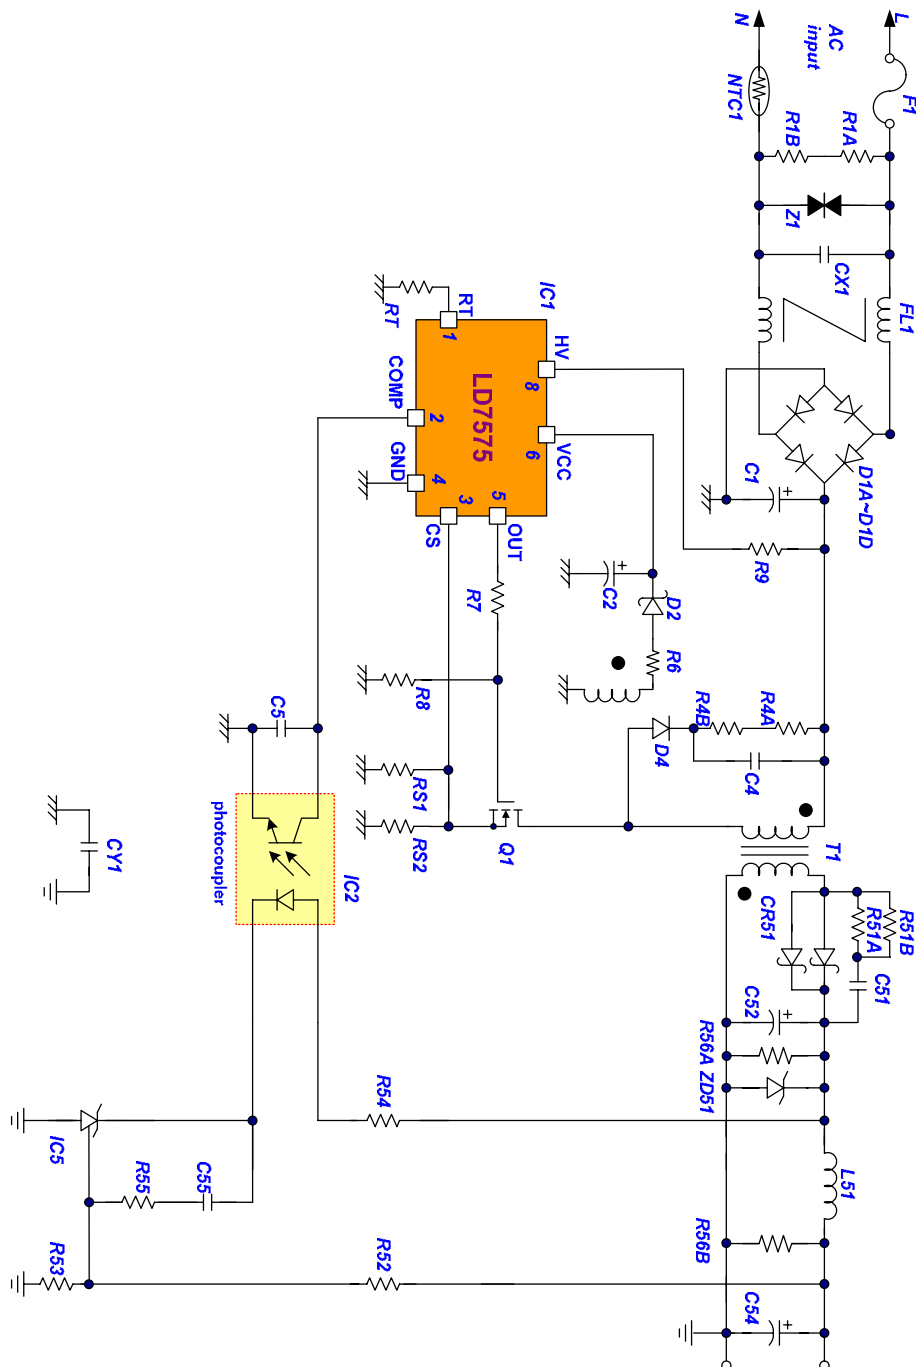 L
AC
input
N
F1
NTC1
R1A
R1B
Z1
CX1
FL1
D1A~D1D
C1
R9
R4A
R4B
C4
D4
T1
CR51
R51A
R51B
C51
C52
R56A
ZD51
L51
R56B
C54
IC1
LD7575
HV
8
VCC
6
RT
1
COMP
2
GND
4
CS
3
OUT
5
RT
C2
D2
R6
R7
R8
RS1
RS2
Q1
C5
photocoupler
IC2
CY1
R54
IC5
R55
C55
R53
R52
+
+
+
+